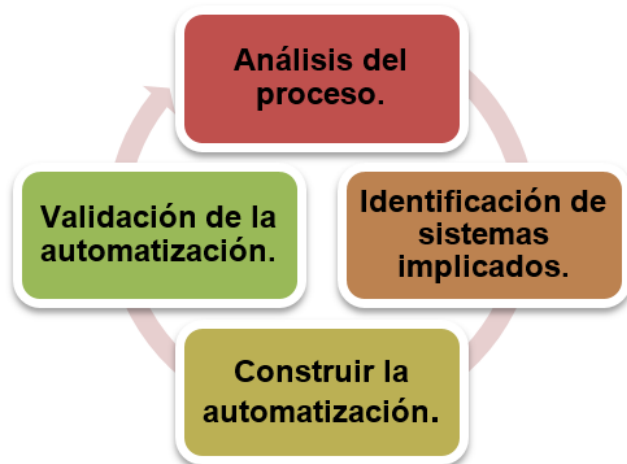 Análisis del
proceso.
Identificación de
sistemas
implicados.
Construir la
automatización.
Validación de la
automatización.